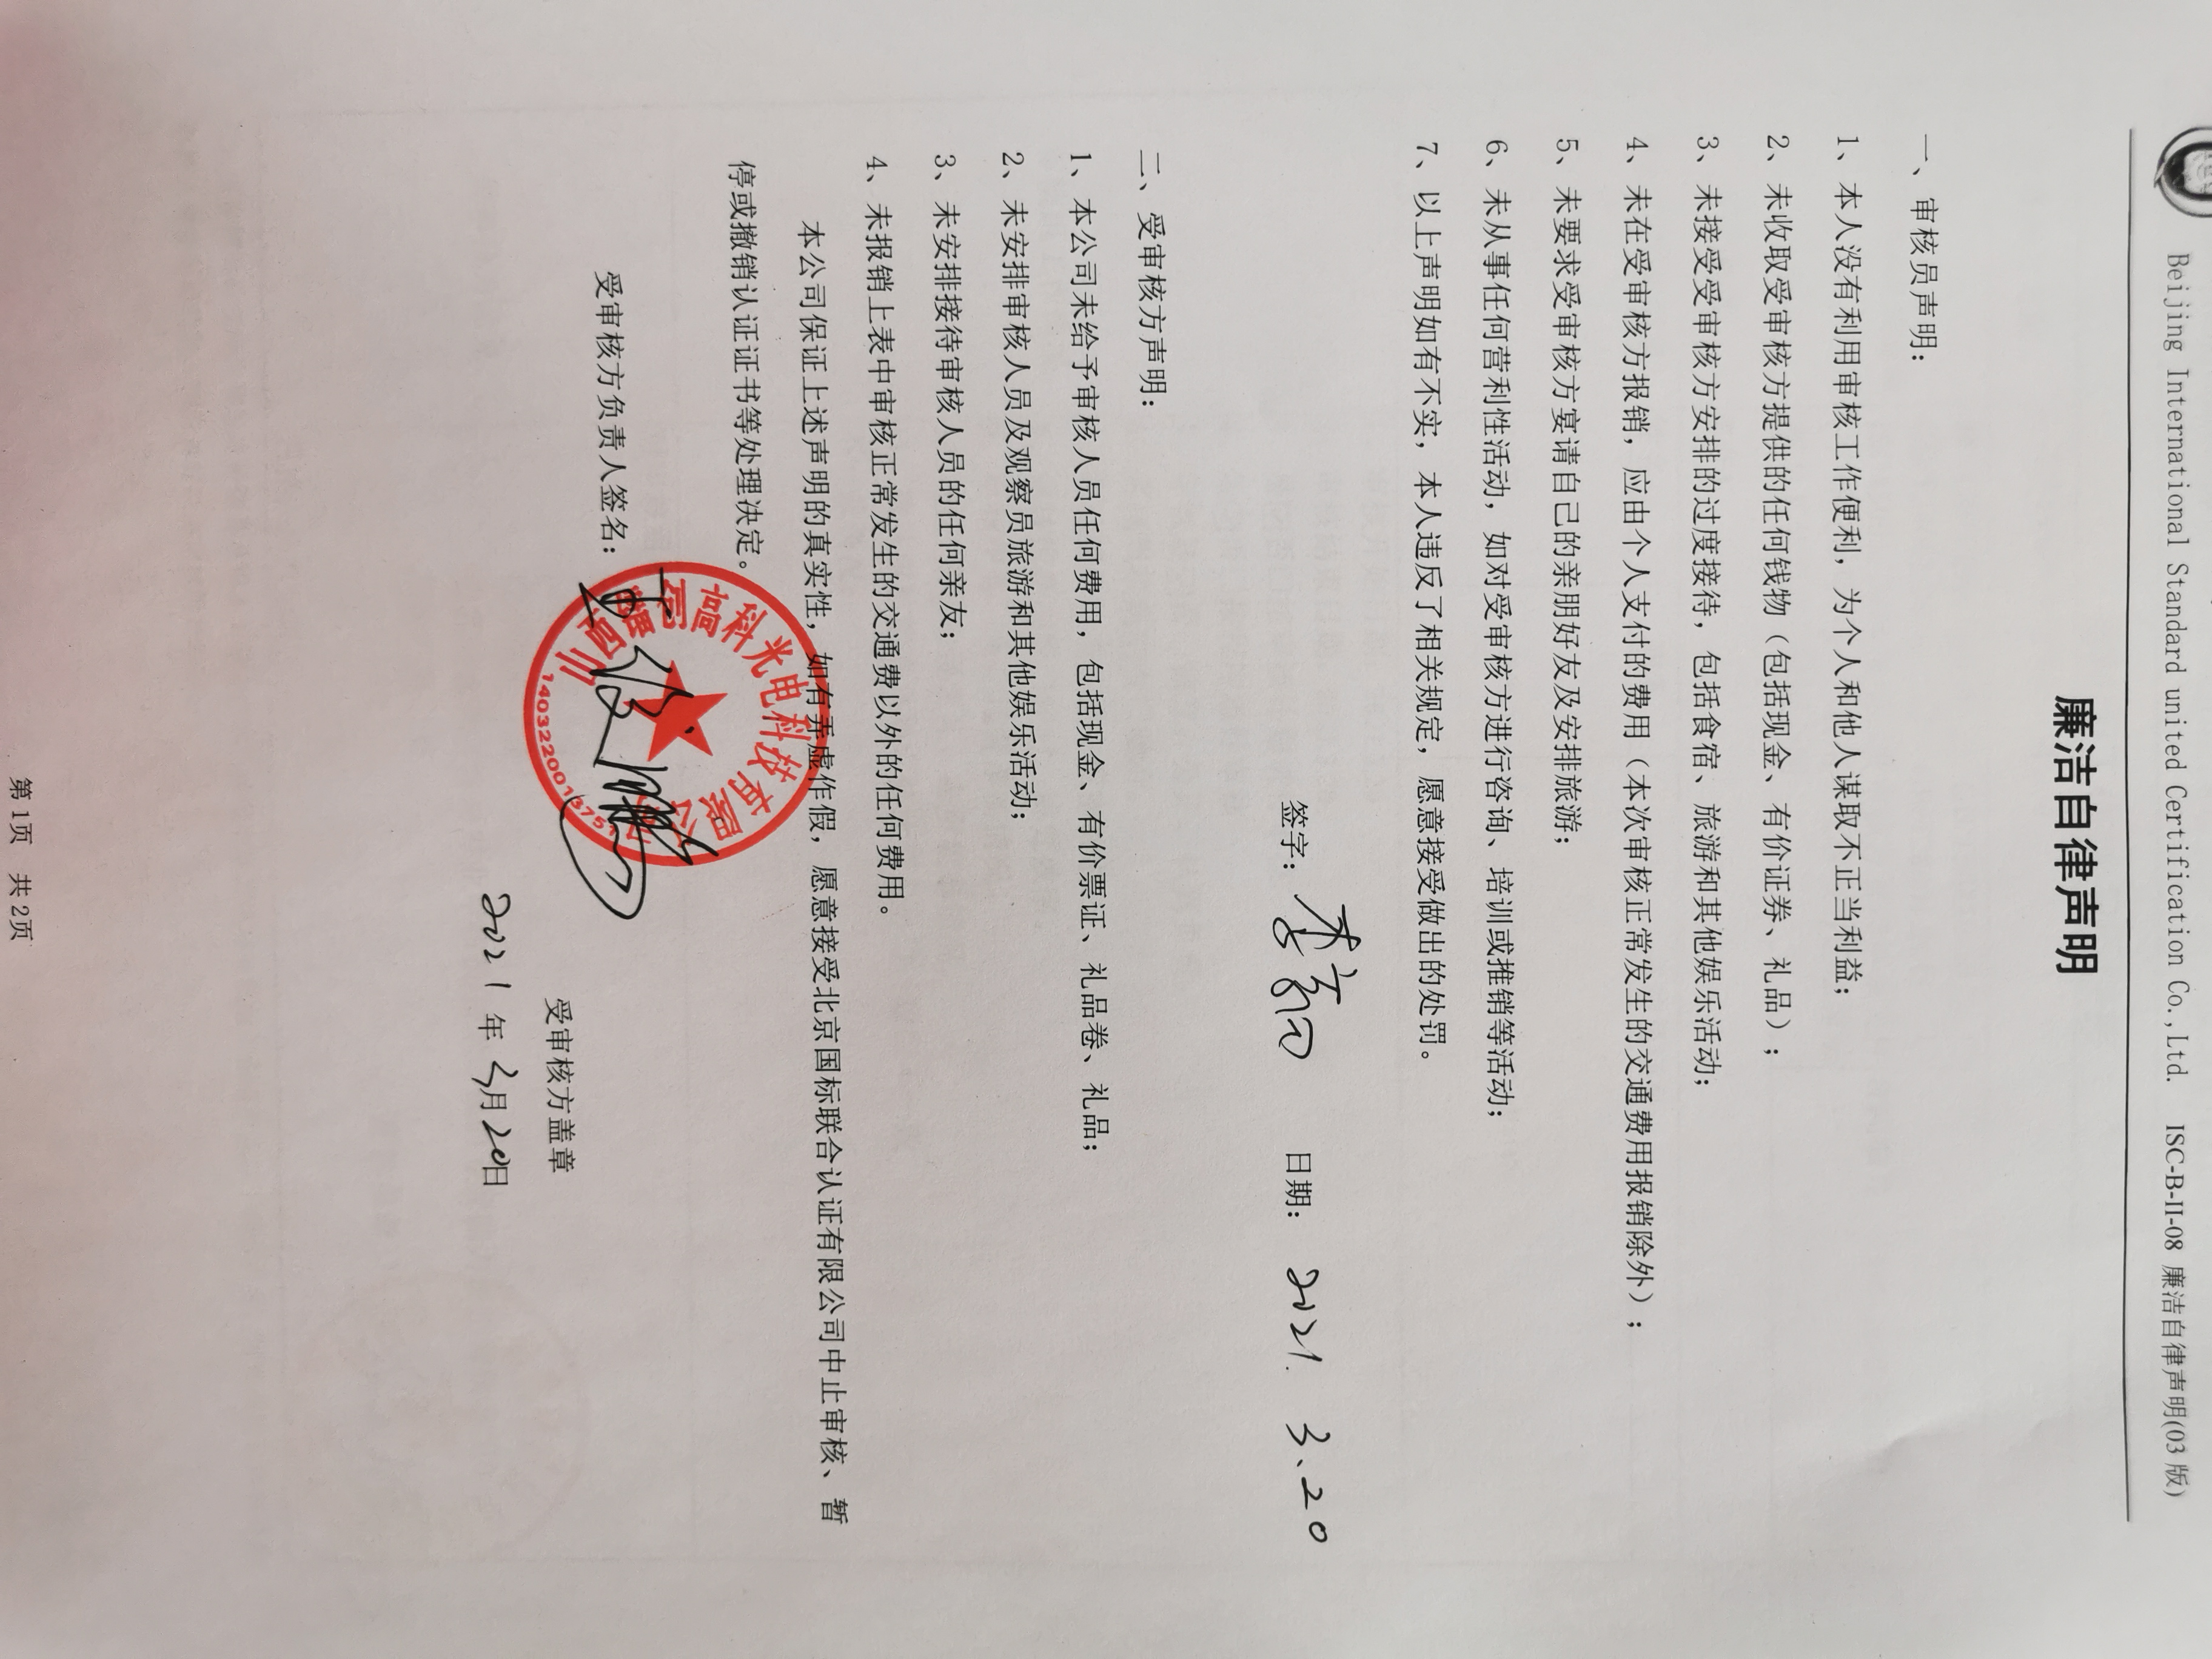 Beijing International Standard united Certification Co.,Ltd. ISC-B-II-08 廉洁自律声明(03 版)
廉洁自律声明
一、审核员声明：
1、本人没有利用审核工作便利，为个人和他人谋取不正当利益；
2、未收取受审核方提供的任何钱物（包括现金、有价证券、礼品）；
3、未接受受审核方安排的过度接待，包括食宿、旅游和其他娱乐活动；
4、未在受审核方报销，应由个人支付的费用（本次审核正常发生的交通费用报销除外）；
5、未要求受审核方宴请自己的亲朋好友及安排旅游；
6、未从事任何营利性活动，如对受审核方进行咨询、培训或推销等活动；
7、以上声明如有不实，本人违反了相关规定，愿意接受做出的处罚。
签字： 日期：2021. 3、20
二、受审核方声明：
1、本公司未给予审核人员任何费用，包括现金、有价票证、礼品卷、礼品；
2、未安排审核人员及观察员旅游和其他娱乐活动；
3、未安排接待审核人员的任何亲友；
4、未报销上表中审核正常发生的交通费以外的任何费用。
本公司保证上述声明的真实性，如有弄虚作假，愿意接受北京国标联合认证有限公司中止审核、暂
停或撤销认证证书等处理决定。
受审核方负责人签名：
创高科光电科技有限公司
受审核方盖章
2021年3月20日
第1页 共2页